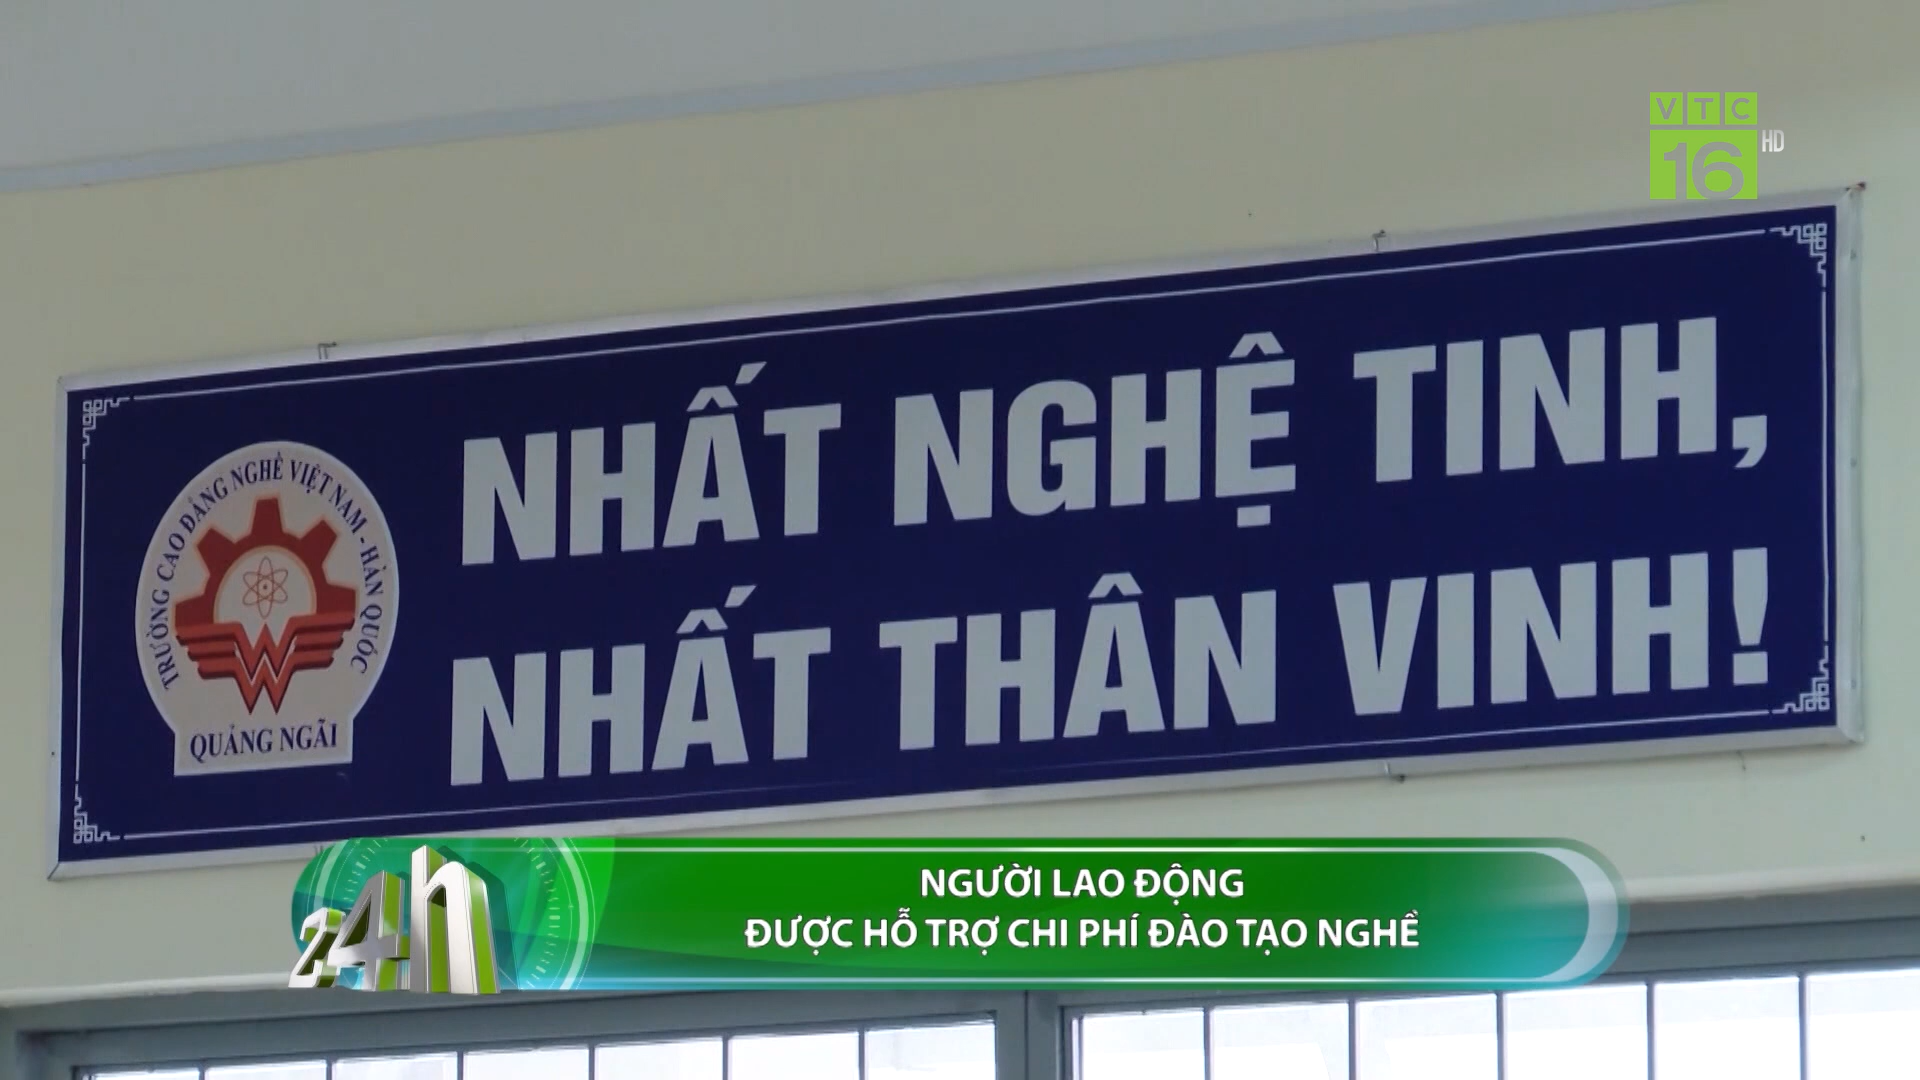 VTC
16 HD
NHẤT NGHỆ TINH,
NHẤT THÂN VINH!
TRƯỜNG CAO ĐẲNG NGHỀ VIỆT NAM - HÀN QUỐC
QUẢNG NGÃI
24h
NGƯỜI LAO ĐỘNG
ĐƯỢC HỖ TRỢ CHI PHÍ ĐÀO TẠO NGHỀ